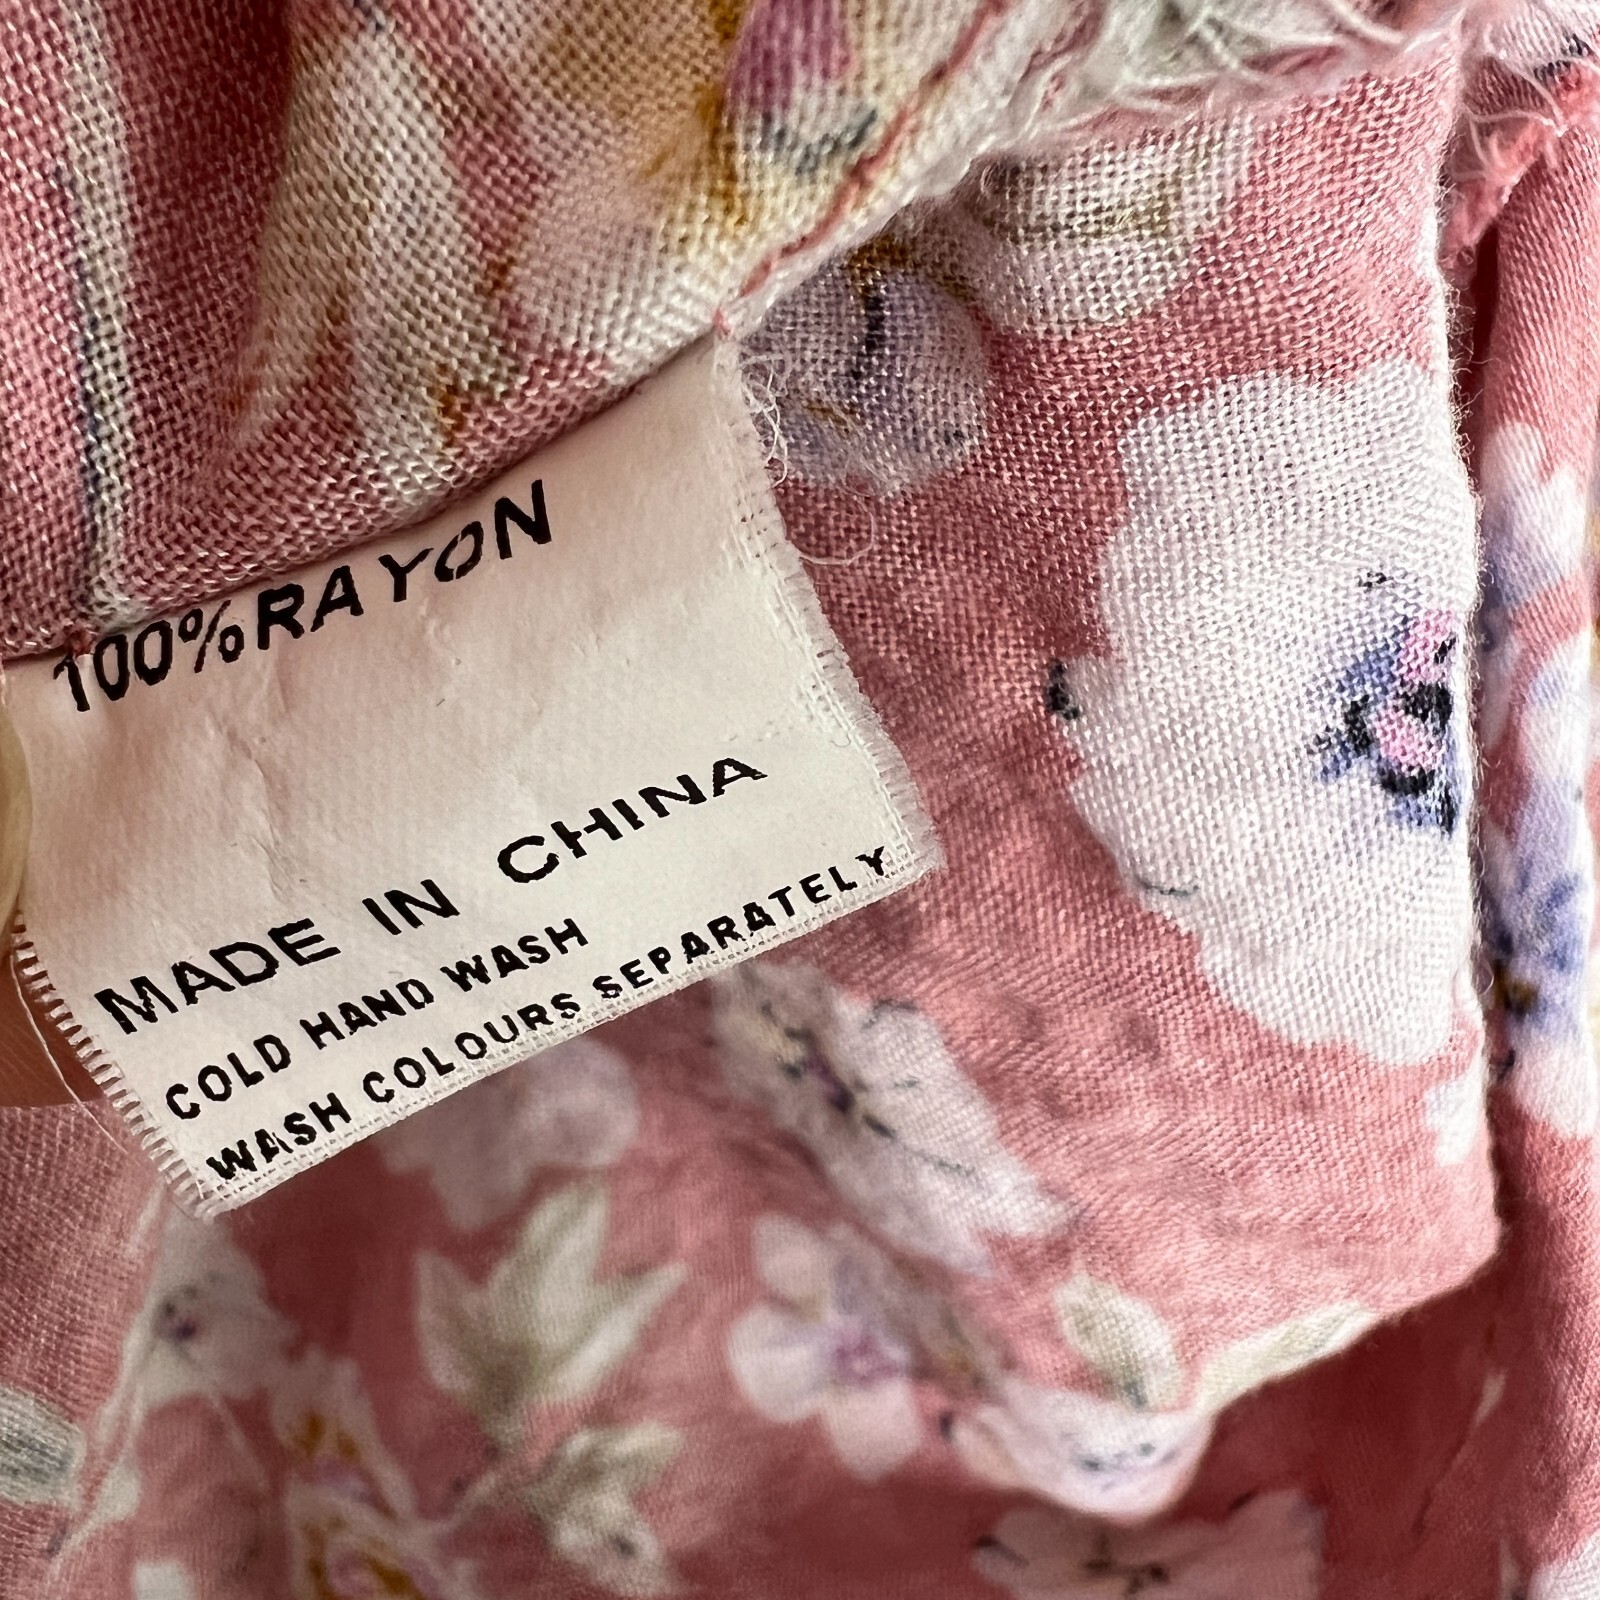 100%RAYON
MADE IN CHINA
COLD HAND WASH
WASH COLOURS SEPARATELY